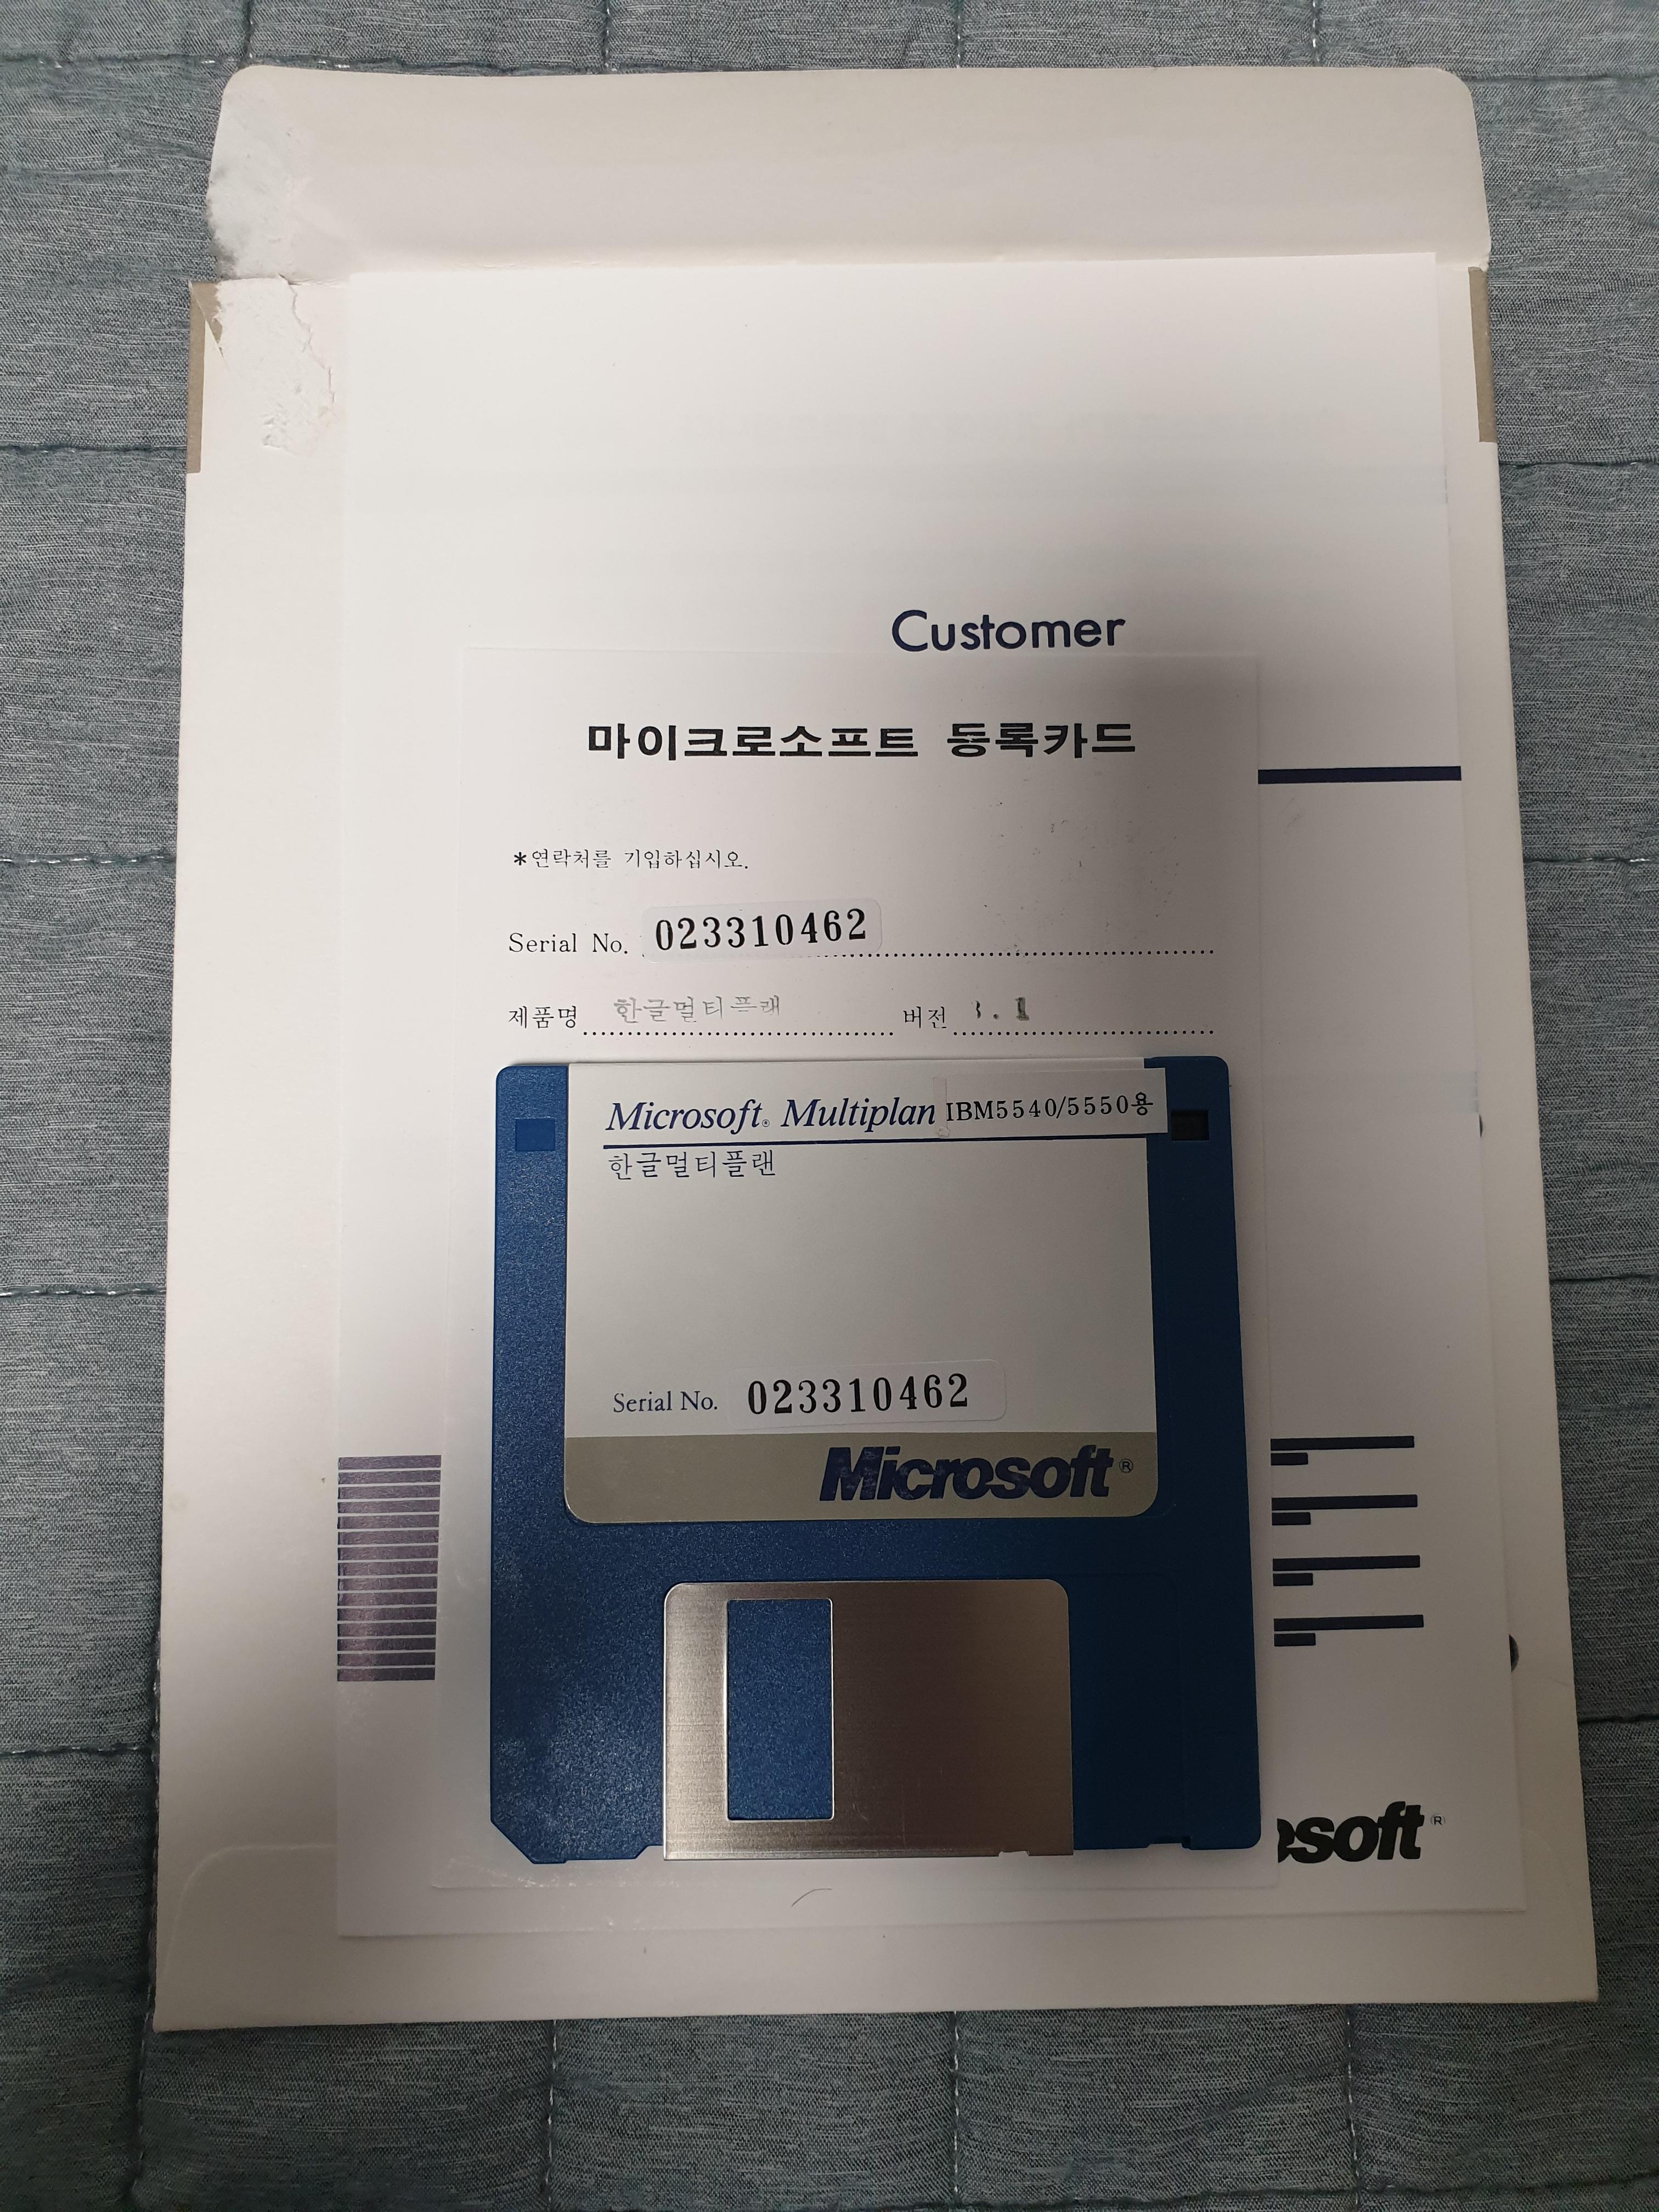 Customer
마이크로소프트 등록카드
*연락처를 기입하십시오.
Serial No. 023310462
제품명 한글멀티플랜 버전 .1
Microsoft® Multiplan IBM5540/5550용
한글멀티플랜
Serial No. 023310462
Microsoft®
soft®